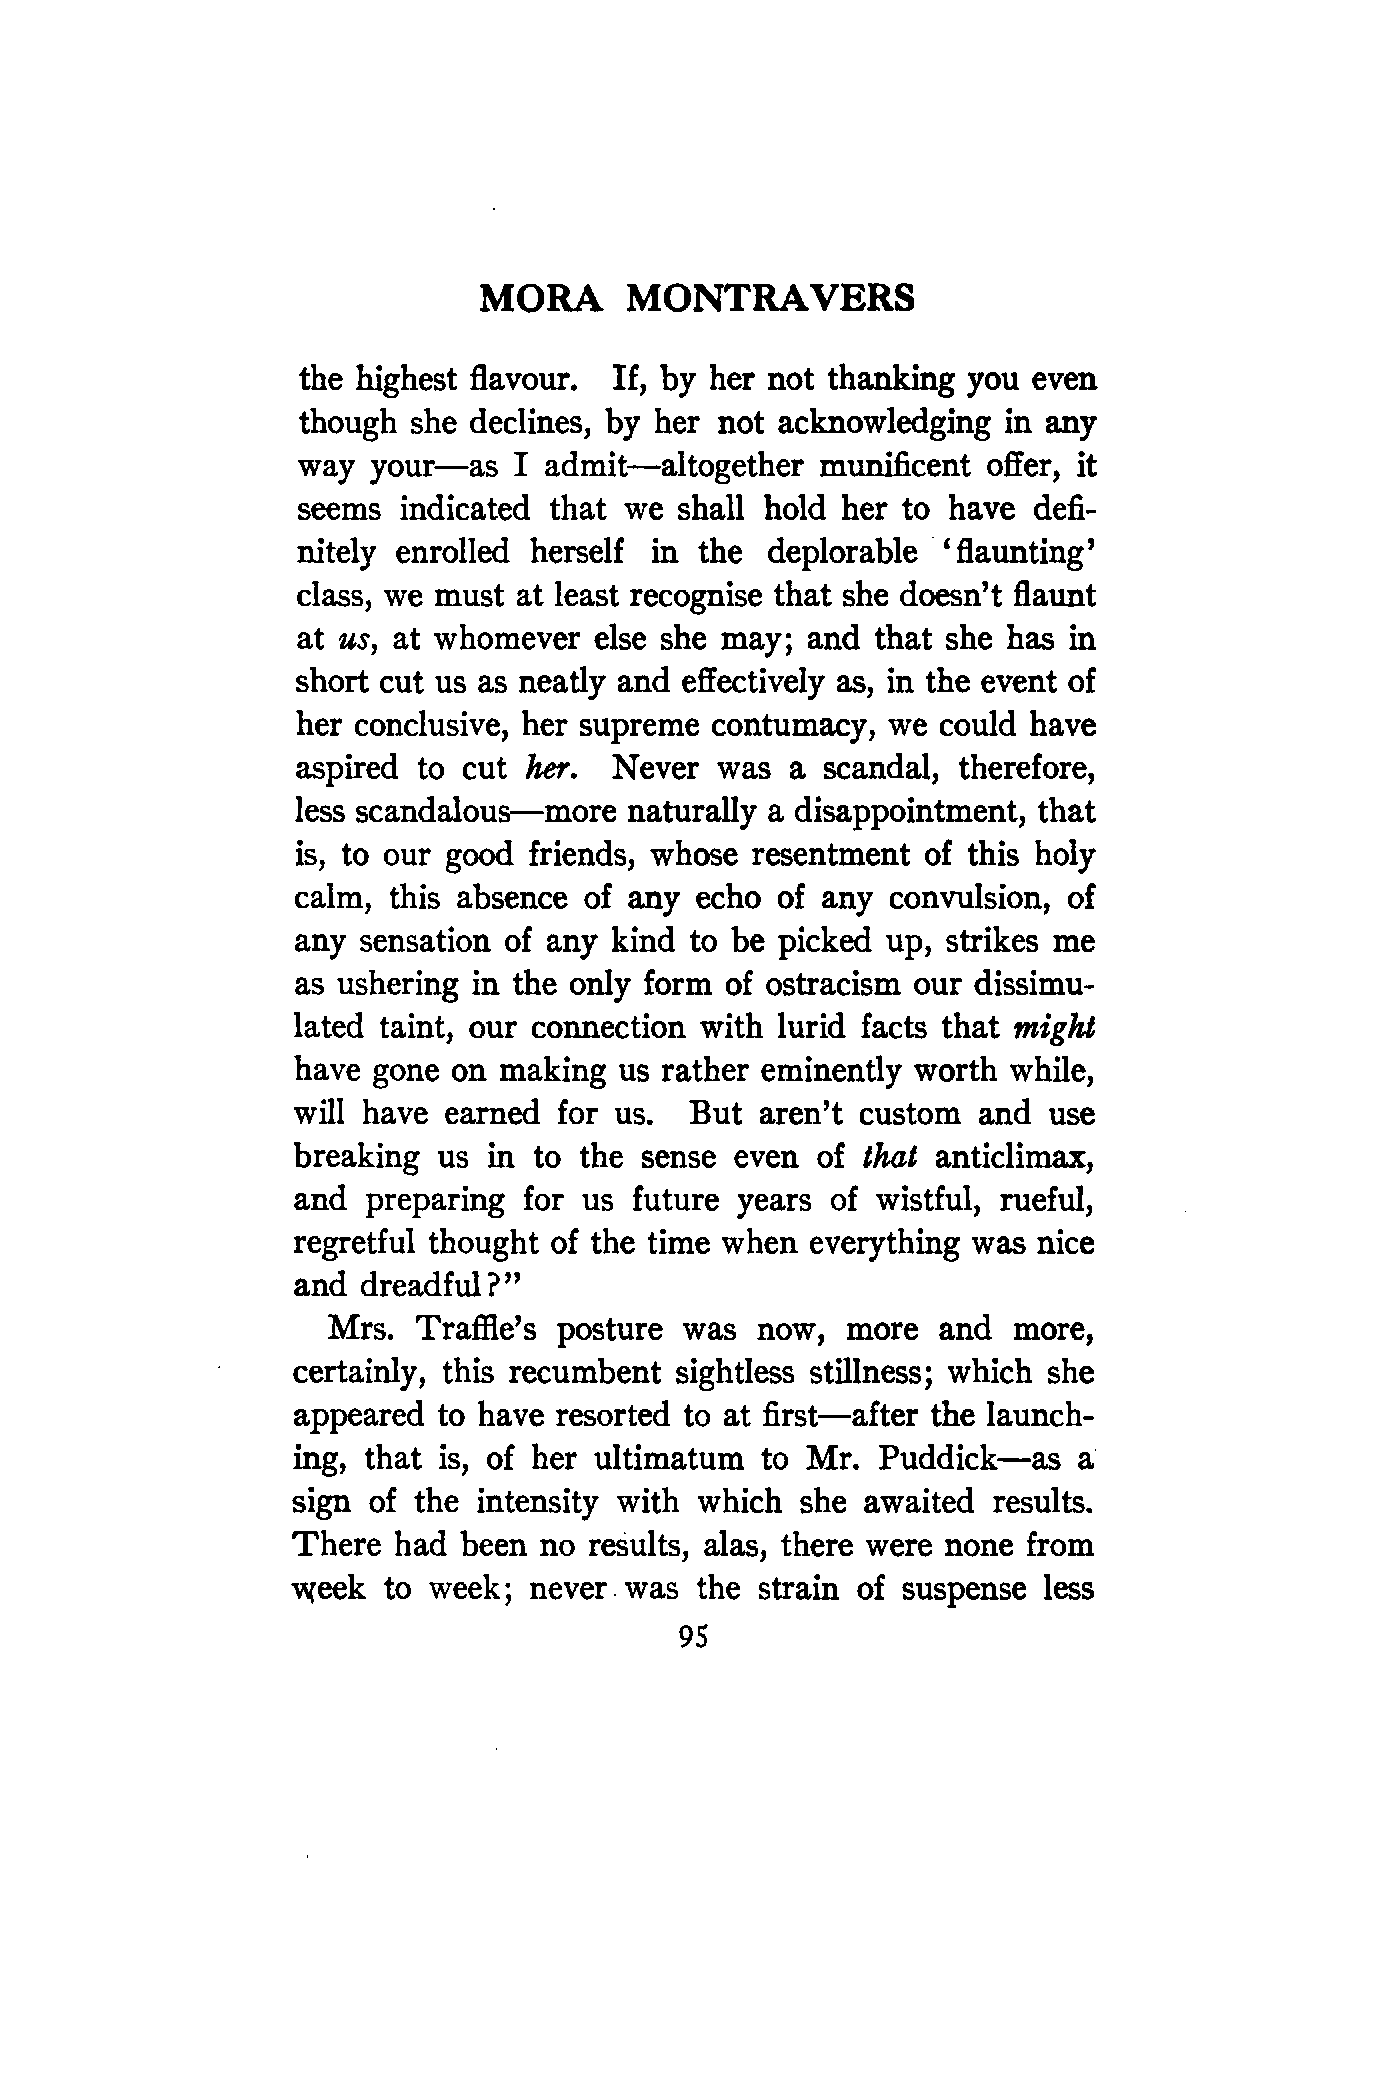 MORA MONTRAVERS
the highest flavour. If, by her not thanking you even
though she declines, by her not acknowledging in any
way your—as I admit—altogether munificent offer, it
seems indicated that we shall hold her to have defi-
nitely enrolled herself in the deplorable ‘flaunting’
class, we must at least recognise that she doesn’t flaunt
at us, at whomever else she may; and that she has in
short cut us as neatly and effectively as, in the event of
her conclusive, her supreme contumacy, we could have
aspired to cut her. Never was a scandal, therefore,
less scandalous—more naturally a disappointment, that
is, to our good friends, whose resentment of this holy
calm, this absence of any echo of any convulsion, of
any sensation of any kind to be picked up, strikes me
as ushering in the only form of ostracism our dissimu-
lated taint, our connection with lurid facts that might
have gone on making us rather eminently worth while,
will have earned for us. But aren’t custom and use
breaking us in to the sense even of that anticlimax,
and preparing for us future years of wistful, rueful,
regretful thought of the time when everything was nice
and dreadful?”
Mrs. Traffle’s posture was now, more and more,
certainly, this recumbent sightless stillness; which she
appeared to have resorted to at first—after the launch-
ing, that is, of her ultimatum to Mr. Puddick—as a
sign of the intensity with which she awaited results.
There had been no results, alas, there were none from
week to week; never was the strain of suspense less
95